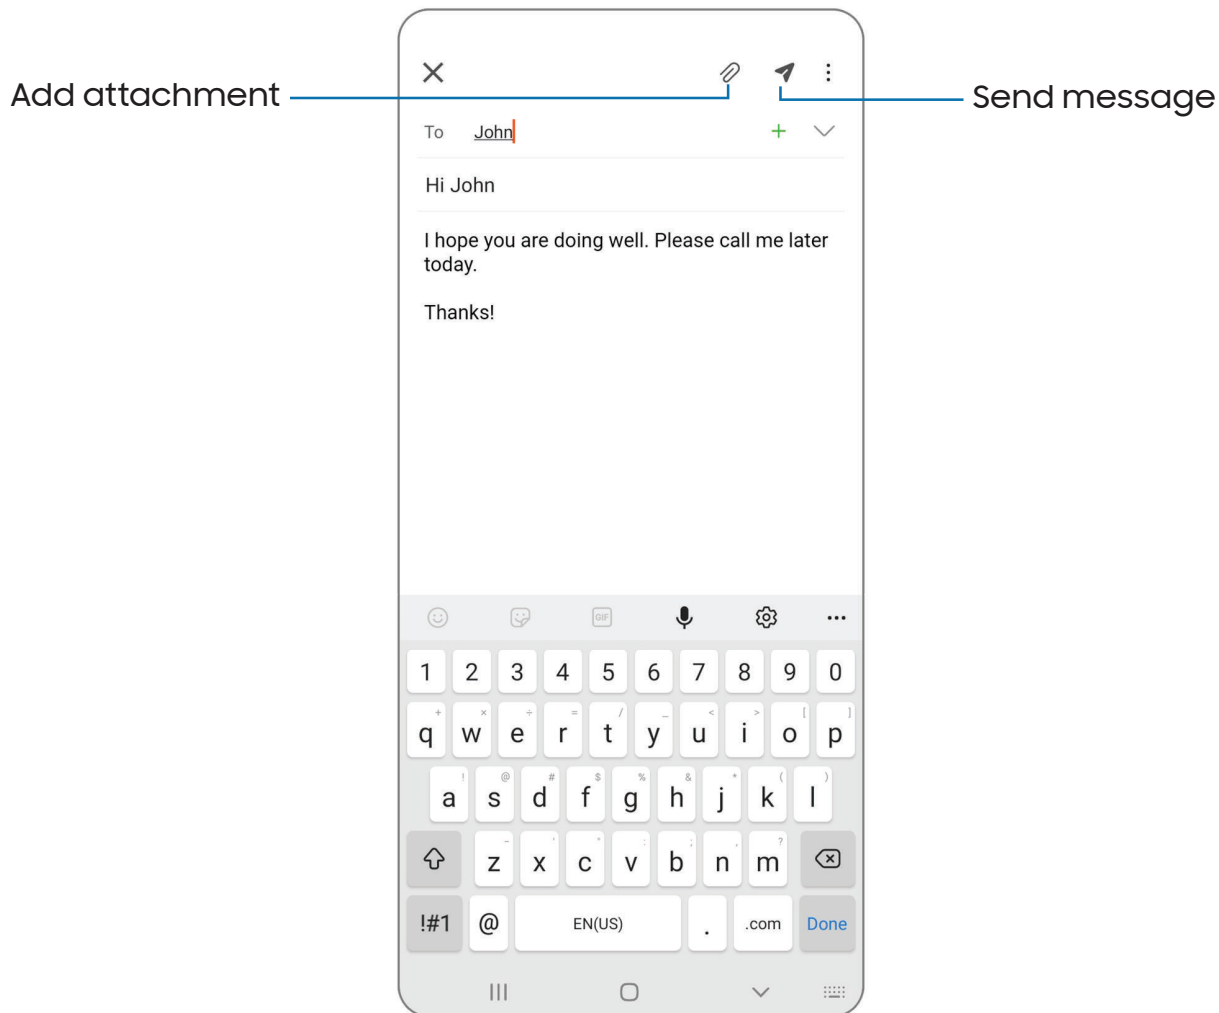 Add attachment
Send message
To John
Hi John
I hope you are doing well. Please call me later
today.
Thanks!
GIF
1 2 3 4 5 6 7 8 9 0
+ × ÷ = / _ < > [ ]
q w e r t y u i o p
! @ # $ % & * ( )
a s d f g h j k l
- ' " : ; , ?
z x c v b n m
!#1 @ EN(US) . .com Done